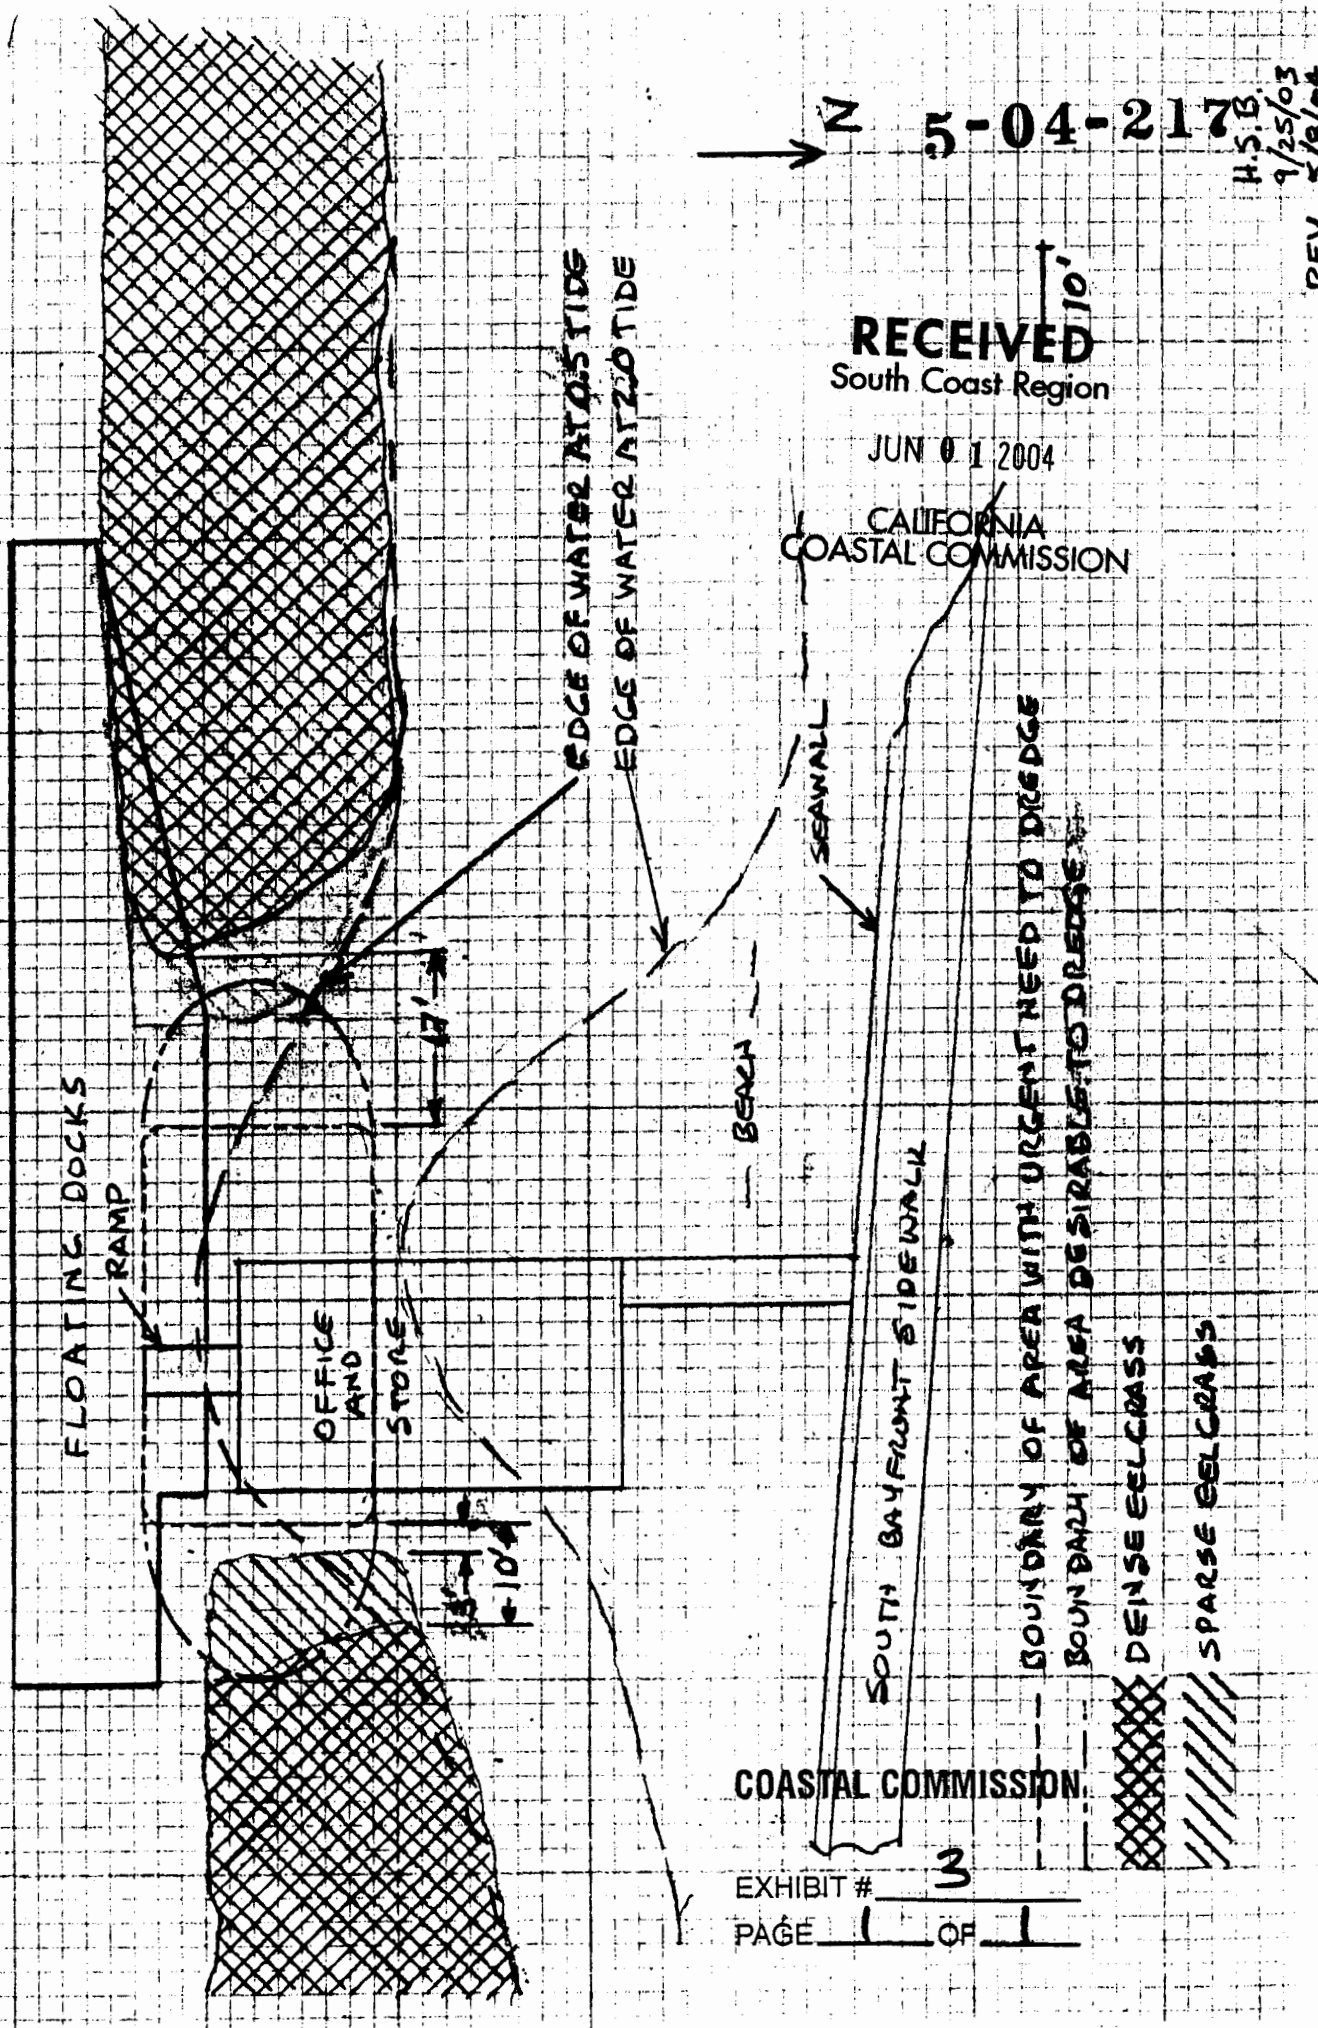 N
5-04-217
H.S.B.
9/25/03
REV
10'
RECEIVED
South Coast Region
JUN 01 2004
CALIFORNIA
COASTAL COMMISSION
EDGE OF WATER AT 0.5 TIDE
EDGE OF WATER AT 2.0 TIDE
SEAWALL
BEACH
17'
FLOATING DOCKS
RAMP
OFFICE
AND
STORE
10'
SOUTH BAYFRONT SIDEWALK
BOUNDARY OF AREA WITH URGENT NEED TO DREDGE
BOUNDARY OF AREA DESIRABLE TO DREDGE
DENSE EELGRASS
SPARSE EELGRASS
COASTAL COMMISSION
EXHIBIT # 3
PAGE 1 OF 1